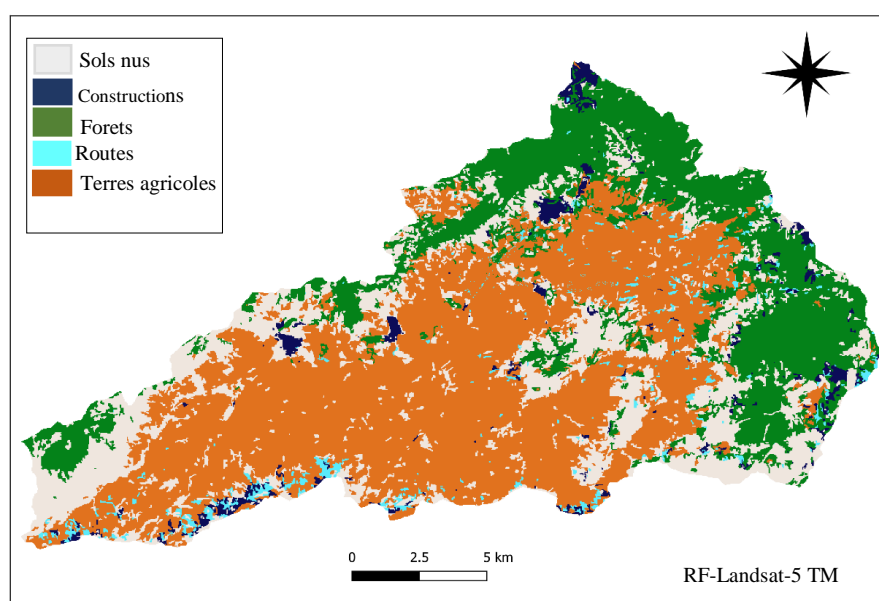 Sols nus
Constructions
Forets
Routes
Terres agricoles
0 2.5 5 km
RF-Landsat-5 TM